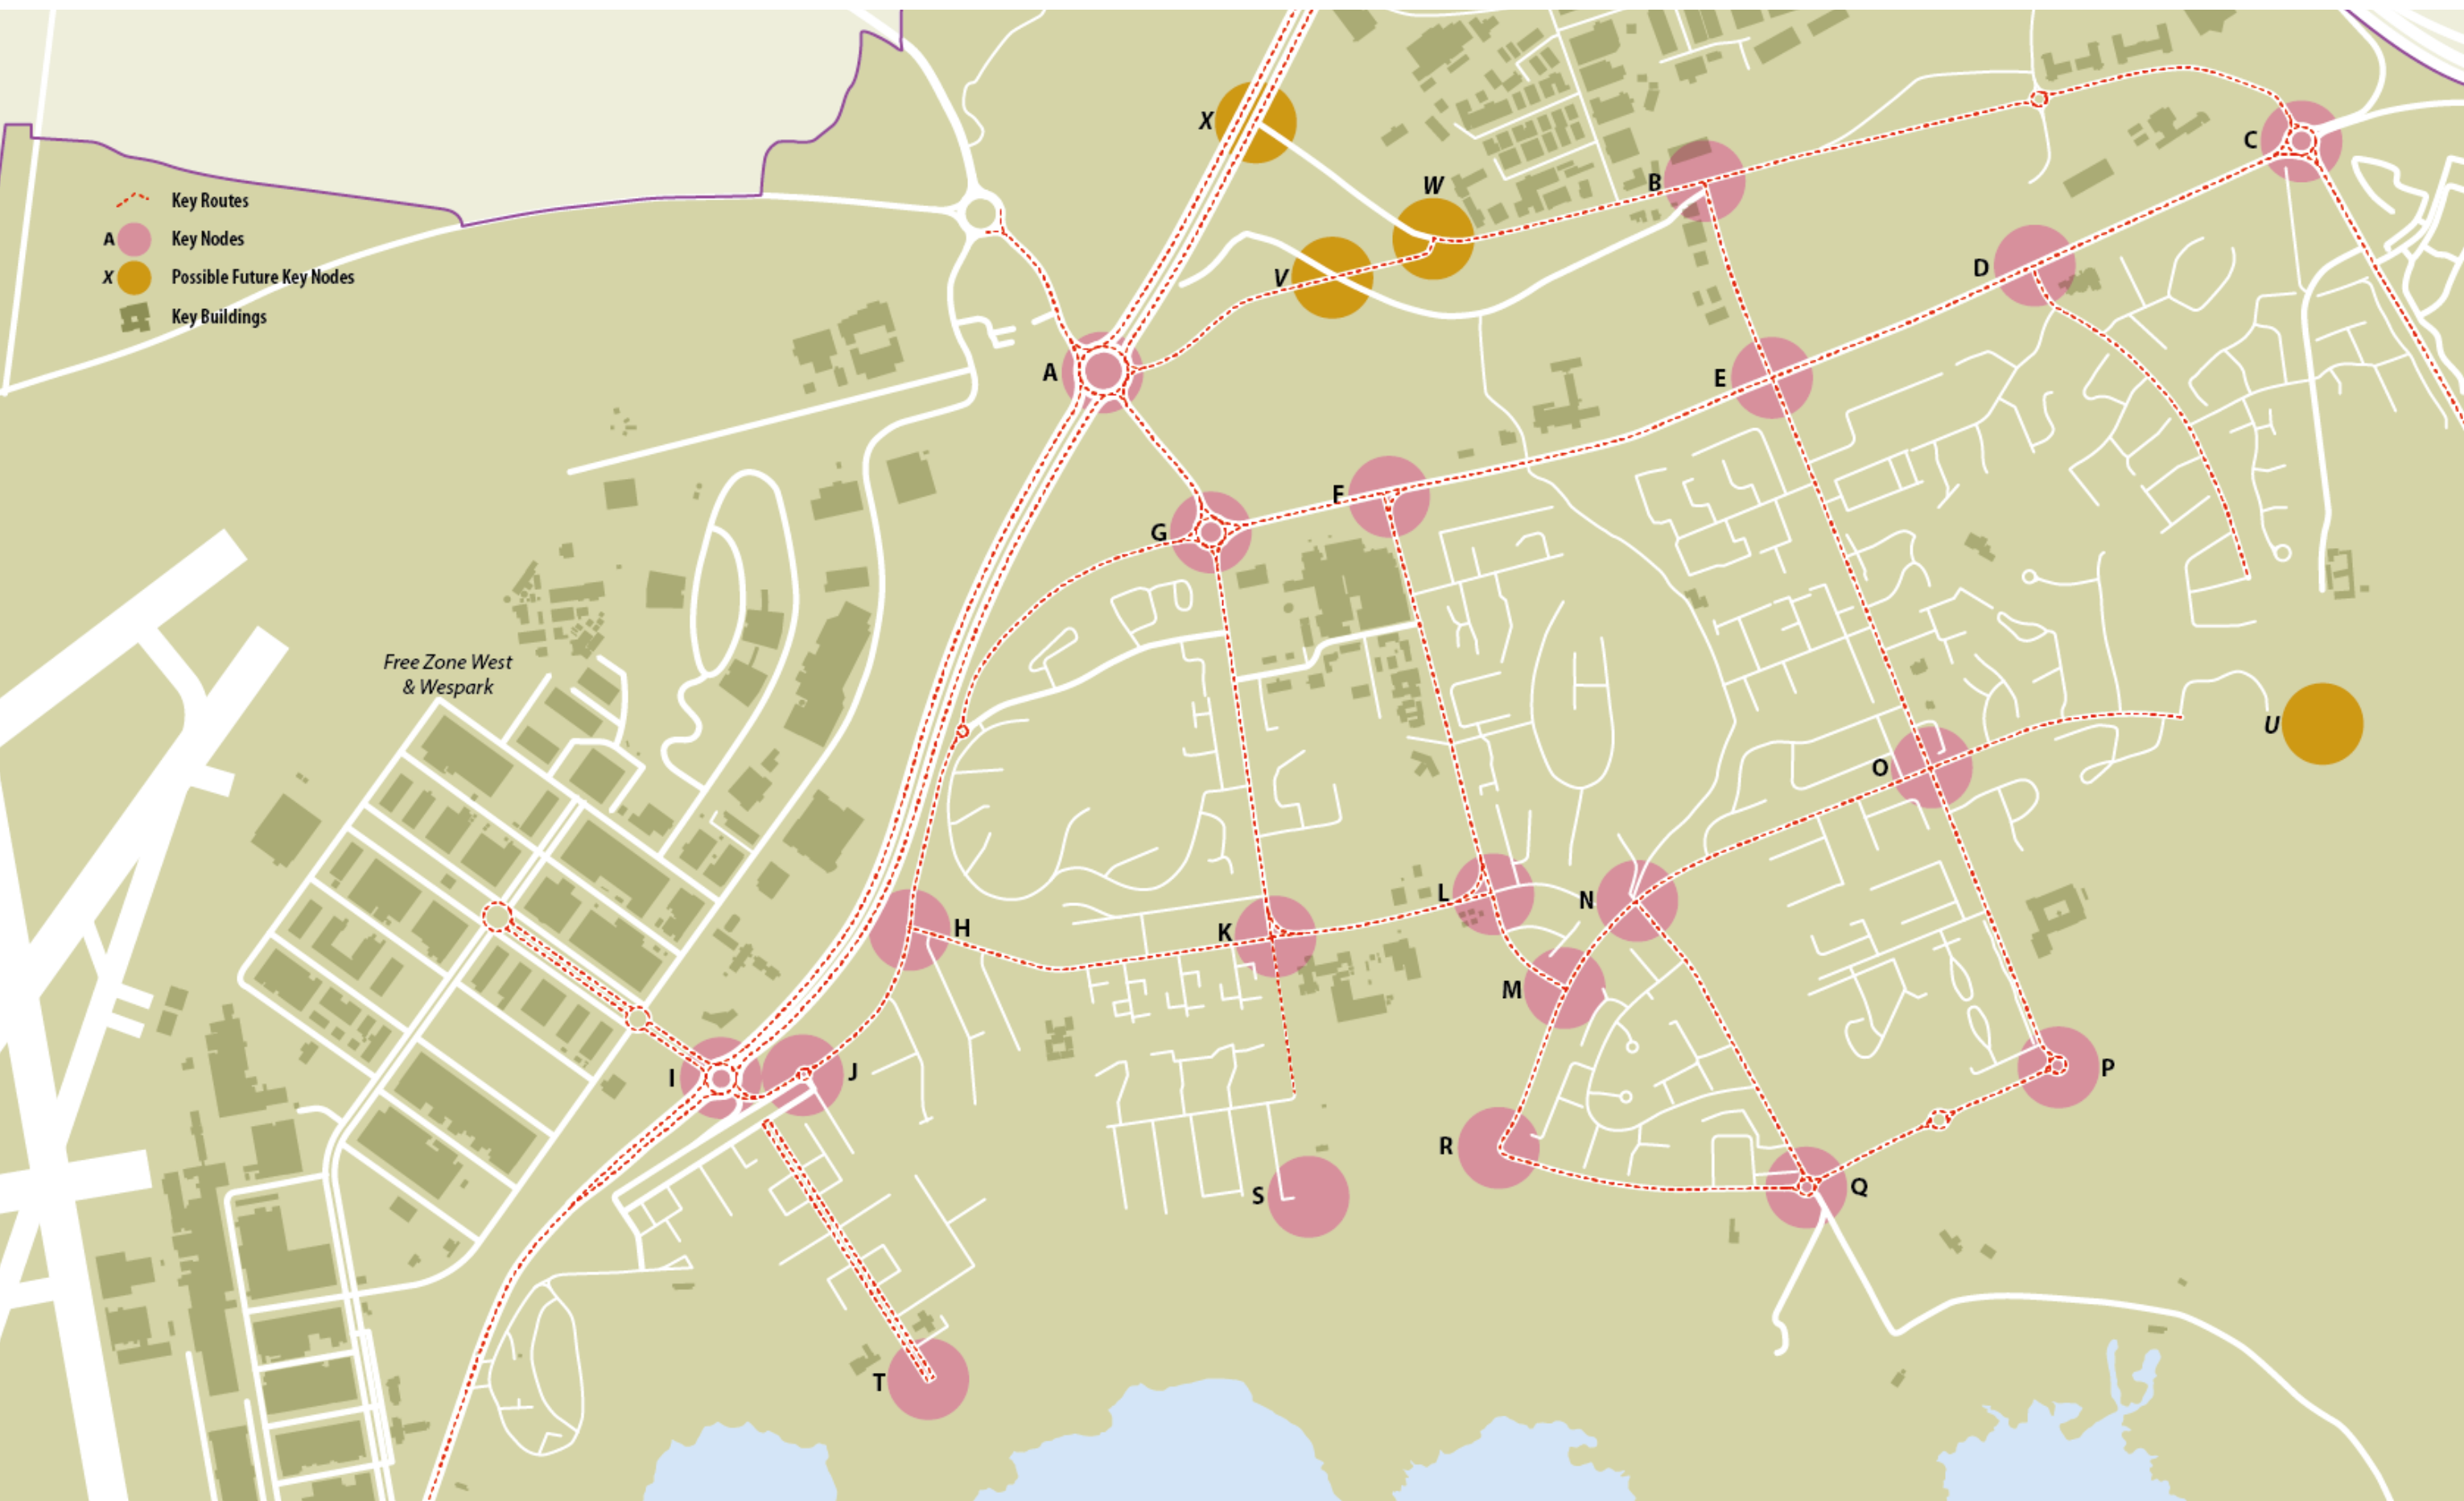 X
W
B
C
Key Routes
A Key Nodes
X Possible Future Key Nodes
Key Buildings
V
D
A
E
F
G
Free Zone West
& Wespark
U
O
L
N
H
K
M
I
J
P
R
Q
S
T